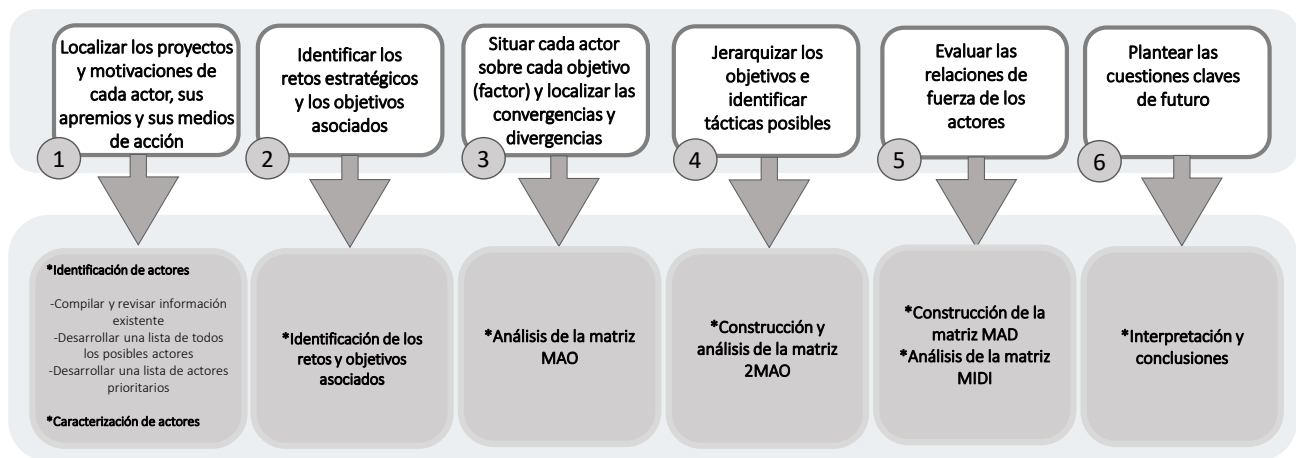 Localizar los proyectos
y motivaciones de
cada actor, sus
apremios y sus medios
de acción
1
Identificar los
retos estratégicos
y los objetivos
asociados
2
Situar cada actor
sobre cada objetivo
(factor) y localizar las
convergencias y
divergencias
3
Jerarquizar los
objetivos e
identificar
tácticas posibles
4
Evaluar las
relaciones de
fuerza de los
actores
5
Plantear las
cuestiones claves
de futuro
6
*Identificación de actores
-Compilar y revisar información
existente
-Desarrollar una lista de todos
los posibles actores
-Desarrollar una lista de actores
prioritarios
*Caracterización de actores
*Identificación de los
retos y objetivos
asociados
*Análisis de la matriz
MAO
*Construcción y
análisis de la matriz
2MAO
*Construcción de la
matriz MAD
*Análisis de la matriz
MIDI
*Interpretación y
conclusiones